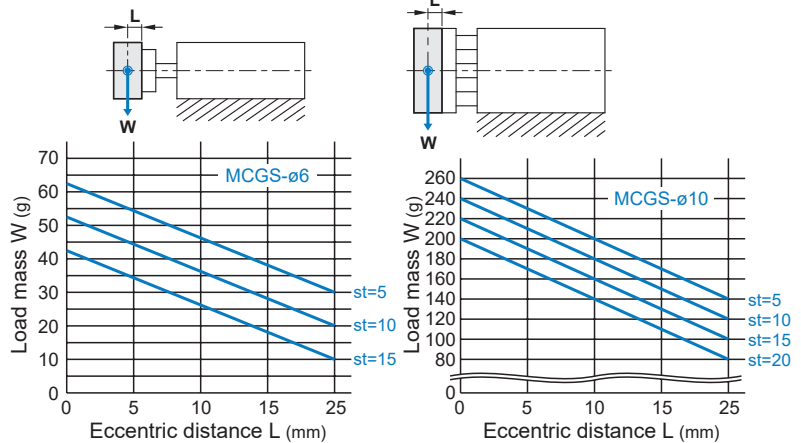 L
W
L
W
Load mass W (g)
70
60
50
40
30
20
10
0
MCGS-ø6
st=5
st=10
st=15
0 5 10 15 25
Eccentric distance L (mm)
Load mass W (g)
260
240
220
200
180
160
140
120
100
80
0
MCGS-ø10
st=5
st=10
st=15
st=20
0 5 10 15 25
Eccentric distance L (mm)